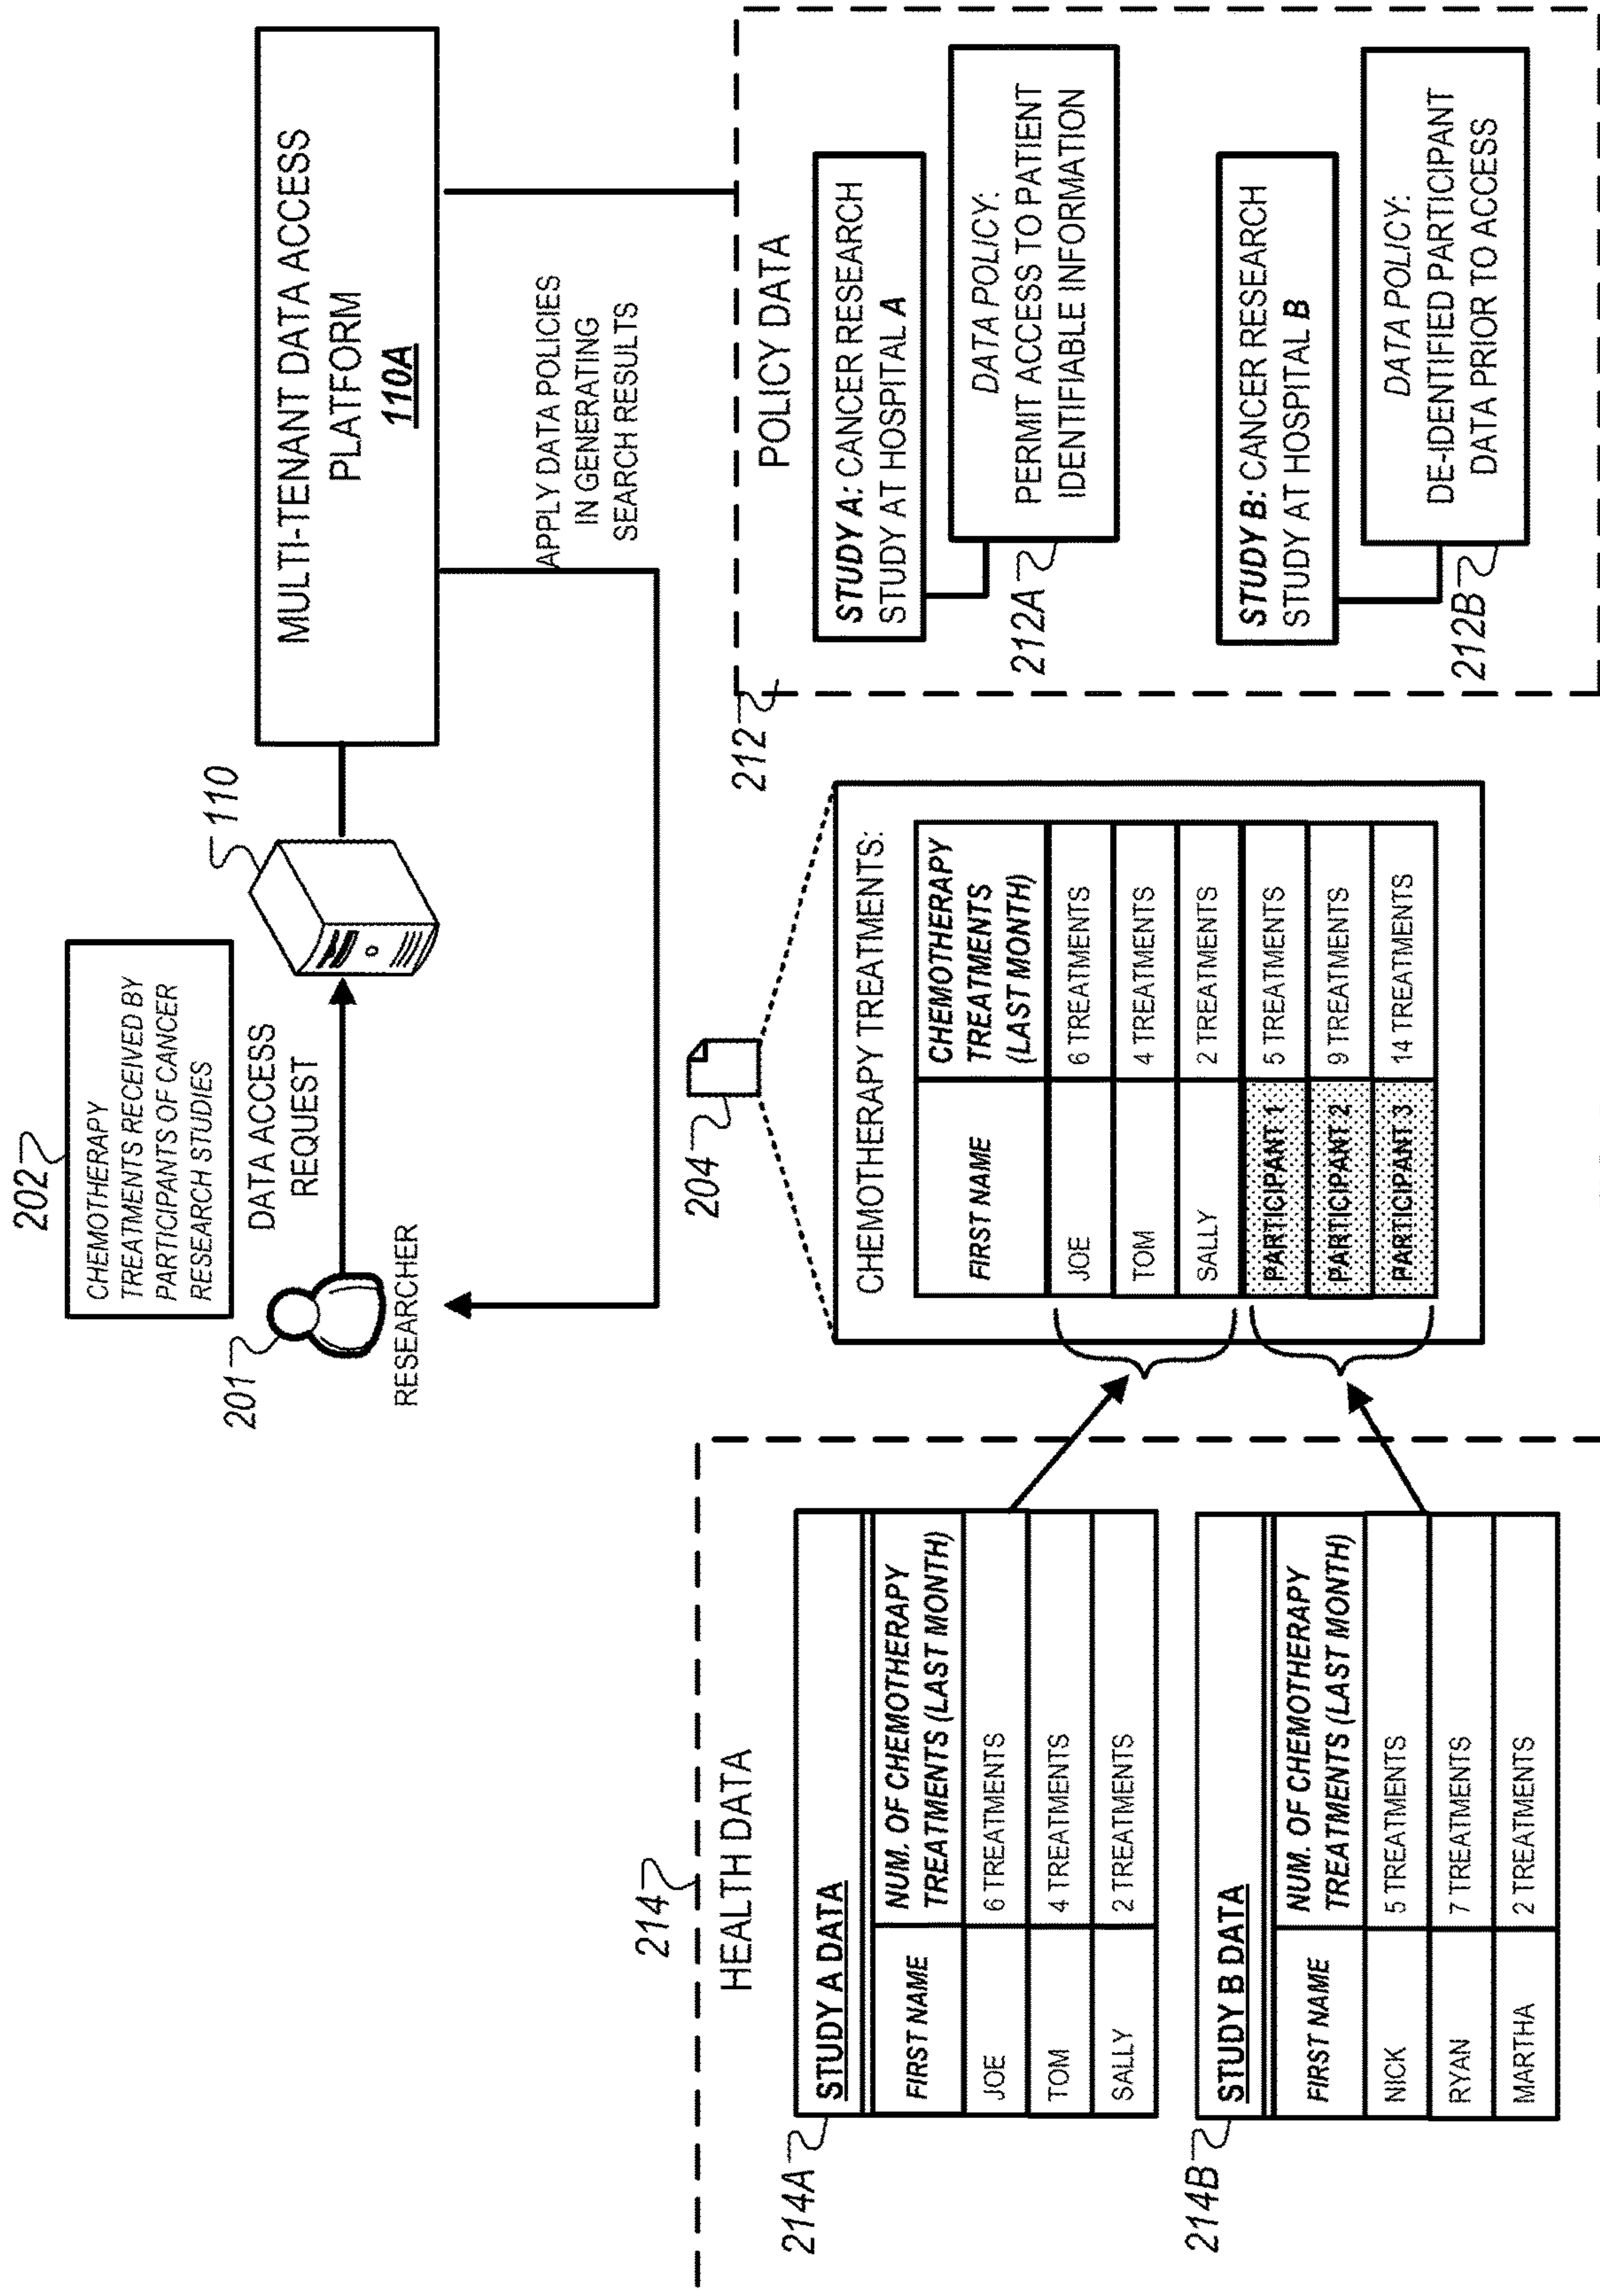 202
CHEMOTHERAPY
TREATMENTS RECEIVED BY
PARTICIPANTS OF CANCER
RESEARCH STUDIES
201
DATA ACCESS
REQUEST
RESEARCHER
110
MULTI-TENANT DATA ACCESS
PLATFORM
110A
APPLY DATA POLICIES
IN GENERATING
SEARCH RESULTS
214
HEALTH DATA
214A
STUDY A DATA
FIRST NAME
NUM. OF CHEMOTHERAPY
TREATMENTS (LAST MONTH)
JOE
6 TREATMENTS
TOM
4 TREATMENTS
SALLY
2 TREATMENTS
214B
STUDY B DATA
FIRST NAME
NUM. OF CHEMOTHERAPY
TREATMENTS (LAST MONTH)
NICK
5 TREATMENTS
RYAN
7 TREATMENTS
MARTHA
2 TREATMENTS
204
CHEMOTHERAPY TREATMENTS:
FIRST NAME
CHEMOTHERAPY
TREATMENTS
(LAST MONTH)
JOE
6 TREATMENTS
TOM
4 TREATMENTS
SALLY
2 TREATMENTS
PARTICIPANT 1
5 TREATMENTS
PARTICIPANT 2
9 TREATMENTS
PARTICIPANT 3
14 TREATMENTS
212
POLICY DATA
STUDY A: CANCER RESEARCH
STUDY AT HOSPITAL A
212A
DATA POLICY:
PERMIT ACCESS TO PATIENT
IDENTIFIABLE INFORMATION
STUDY B: CANCER RESEARCH
STUDY AT HOSPITAL B
212B
DATA POLICY:
DE-IDENTIFIED PARTICIPANT
DATA PRIOR TO ACCESS